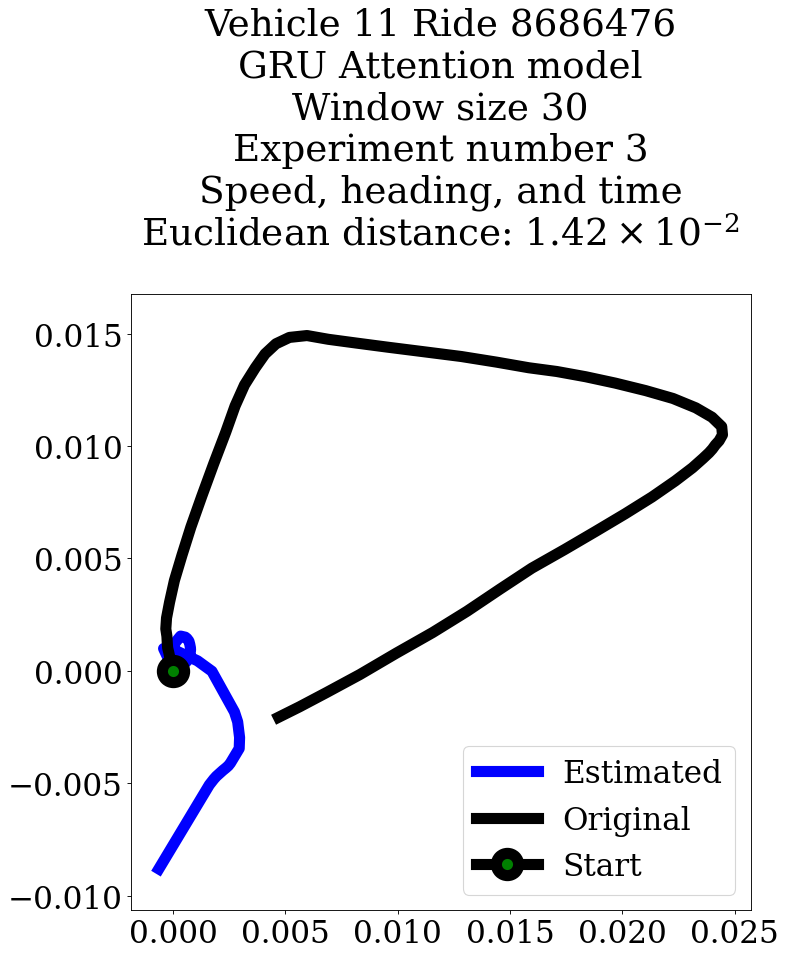 Vehicle 11 Ride 8686476
GRU Attention model
Window size 30
Experiment number 3
Speed, heading, and time
Euclidean distance: 1.42 × 10⁻²
0.015
0.010
0.005
0.000
−0.005
−0.010
Estimated
Original
Start
0.000 0.005 0.010 0.015 0.020 0.025